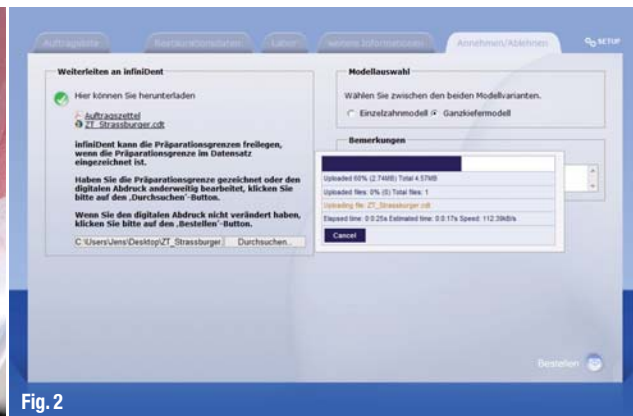 Auftragsliste
Restaurationsdaten
Labor
weitere Informationen
Annehmen/Ablehnen
SETUP
Weiterleiten an infiniDent
Hier können Sie herunterladen
Auftragszettel
ZT_Strassburger.cdt
infiniDent kann die Präparationsgrenzen freilegen,
wenn die Präparationsgrenze im Datensatz
eingezeichnet ist.
Haben Sie die Präparationsgrenze gezeichnet oder den
digitalen Abdruck anderweitig bearbeitet, klicken Sie
bitte auf den ‚Durchsuchen'-Button.
Wenn Sie den digitalen Abdruck nicht verändert haben,
klicken Sie bitte auf den ‚Bestellen'-Button.
C:\Users\Jens\Desktop\ZT_Strassburger. Durchsuchen...
Modellauswahl
Wählen Sie zwischen den beiden Modellvarianten.
Einzelzahnmodell Ganzkiefermodell
Bemerkungen
Uploaded 60% (2.74MB) Total 4.57MB
Uploaded files: 0% (0) Total files: 1
Uploading file: ZT_Strassburger.cdt
Elapsed time: 0:0:25s Estimated time: 0:0:17s Speed: 112.39kB/s
Cancel
Bestellen
Fig. 2